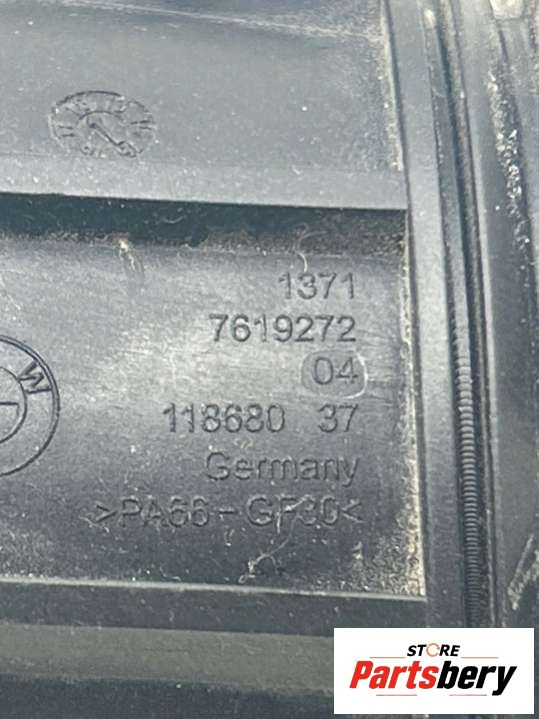 1371
7619272
04
118680 37
Germany
>PA66-GF30<
W
STORE
Partsbery